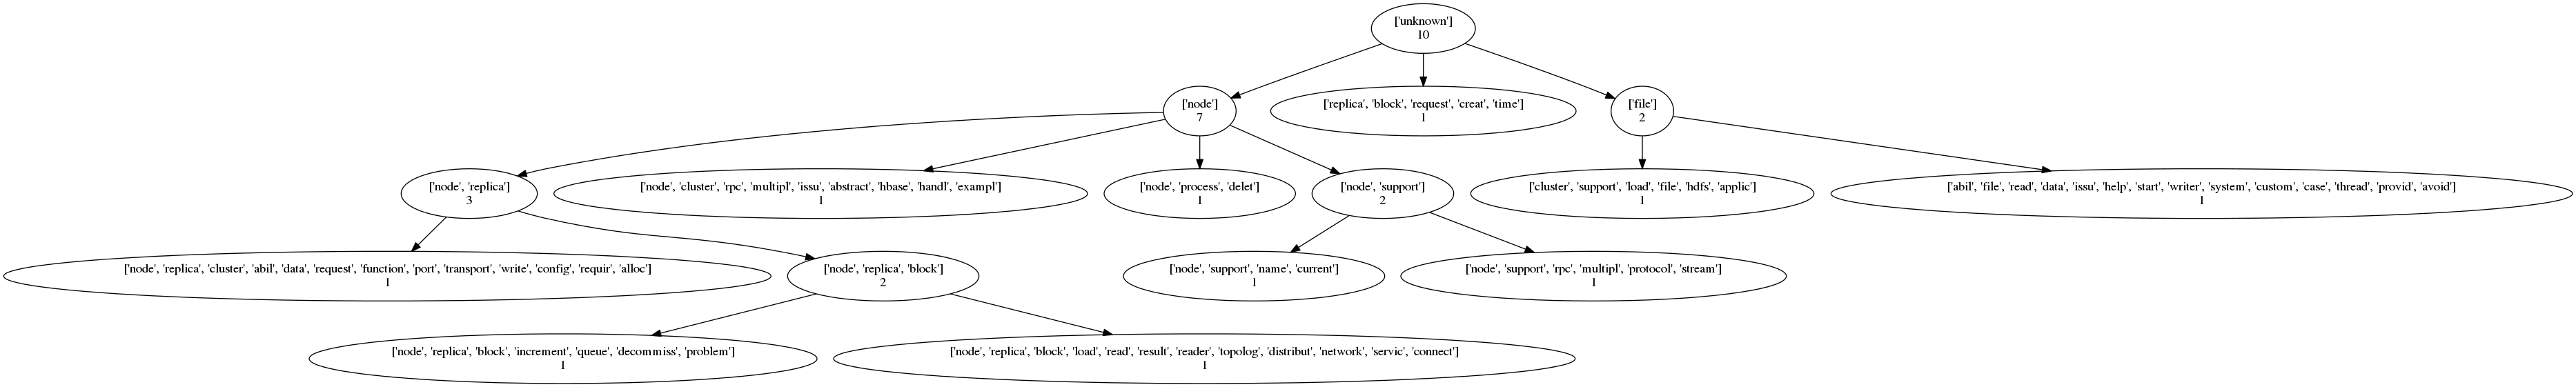 ['unknown']
10
['node']
7
['replica', 'block', 'request', 'creat', 'time']
1
['file']
2
['node', 'replica']
3
['node', 'cluster', 'rpc', 'multipl', 'issu', 'abstract', 'hbase', 'handl', 'exampl']
1
['node', 'process', 'delet']
1
['node', 'support']
2
['cluster', 'support', 'load', 'file', 'hdfs', 'applic']
1
['abil', 'file', 'read', 'data', 'issu', 'help', 'start', 'writer', 'system', 'custom', 'case', 'thread', 'provid', 'avoid']
1
['node', 'replica', 'cluster', 'abil', 'data', 'request', 'function', 'port', 'transport', 'write', 'config', 'requir', 'alloc']
1
['node', 'replica', 'block']
2
['node', 'support', 'name', 'current']
1
['node', 'support', 'rpc', 'multipl', 'protocol', 'stream']
1
['node', 'replica', 'block', 'increment', 'queue', 'decommiss', 'problem']
1
['node', 'replica', 'block', 'load', 'read', 'result', 'reader', 'topolog', 'distribut', 'network', 'servic', 'connect']
1